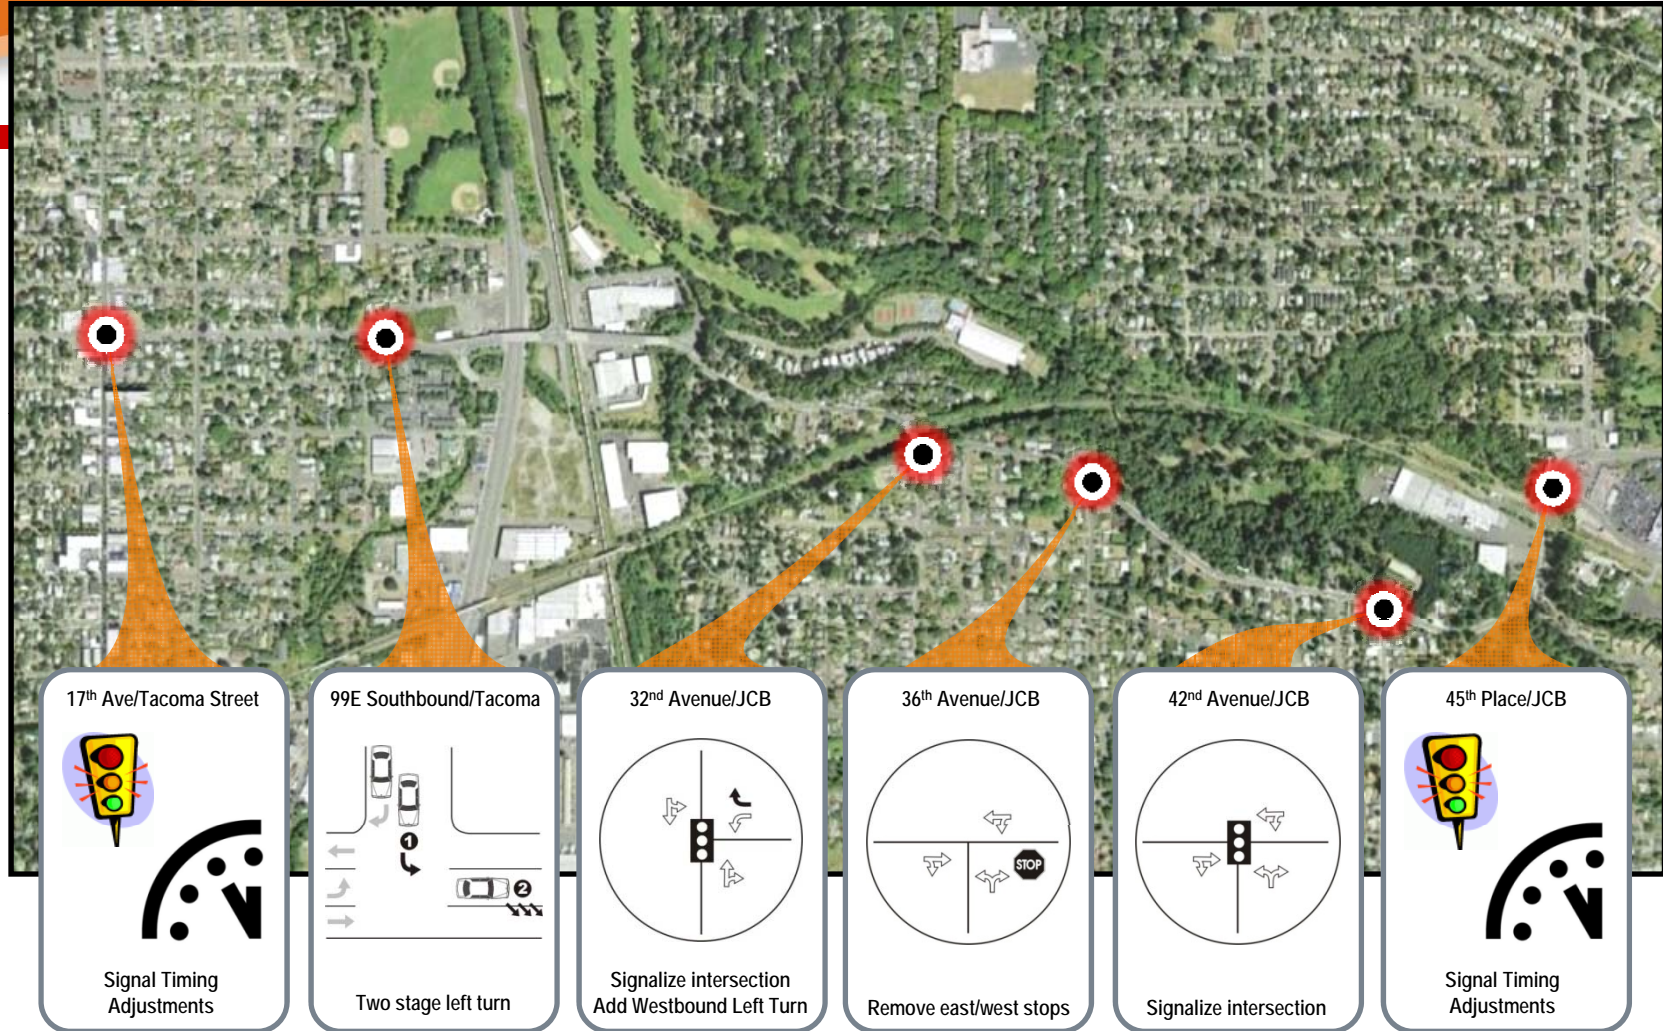 17th Ave/Tacoma Street
Signal Timing
Adjustments
99E Southbound/Tacoma
1
2
Two stage left turn
32nd Avenue/JCB
Signalize intersection
Add Westbound Left Turn
36th Avenue/JCB
STOP
Remove east/west stops
42nd Avenue/JCB
Signalize intersection
45th Place/JCB
Signal Timing
Adjustments